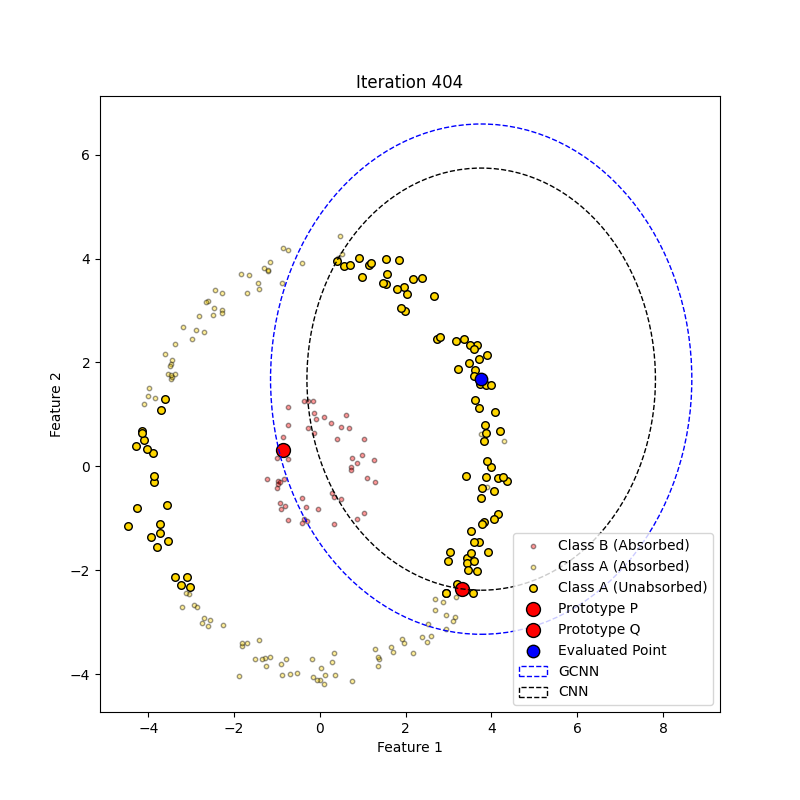 Iteration 404
Feature 2
6
4
2
0
−2
−4
−4
−2
0
2
4
6
8
Feature 1
Class B (Absorbed)
Class A (Absorbed)
Class A (Unabsorbed)
Prototype P
Prototype Q
Evaluated Point
GCNN
CNN